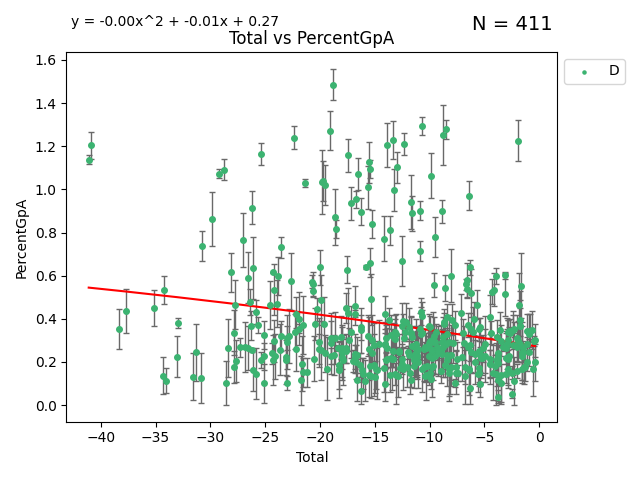 y = -0.00x^2 + -0.01x + 0.27
N = 411
Total vs PercentGpA
D
PercentGpA
1.6
1.4
1.2
1.0
0.8
0.6
0.4
0.2
0.0
−40 −35 −30 −25 −20 −15 −10 −5 0
Total